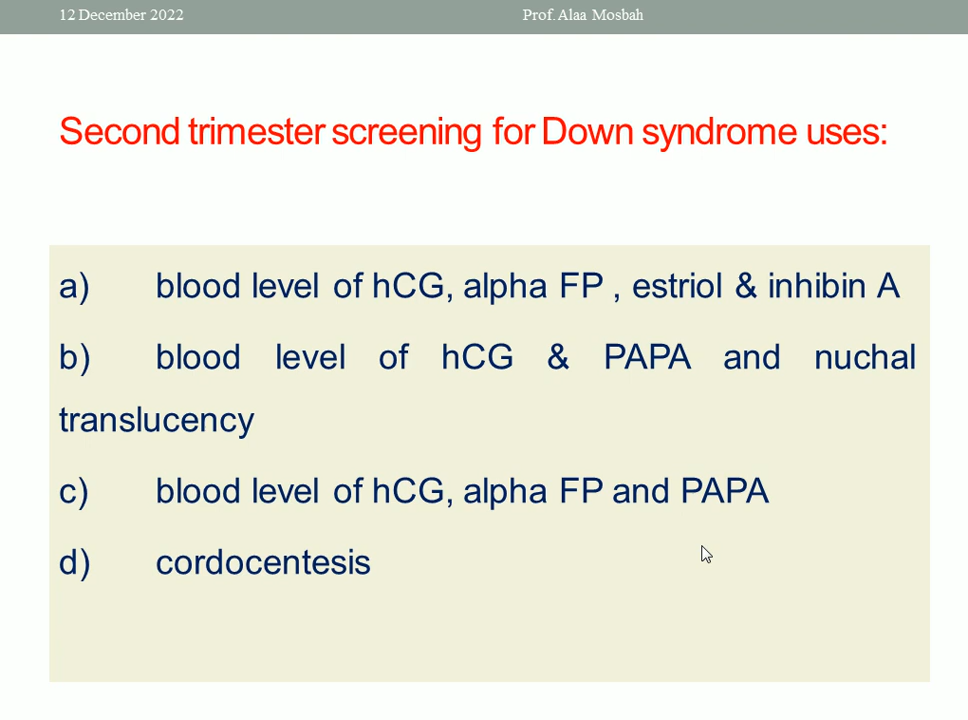 12 December 2022 Prof. Alaa Mosbah
Second trimester screening for Down syndrome uses:
a) blood level of hCG, alpha FP , estriol & inhibin A
b) blood level of hCG & PAPA and nuchal
translucency
c) blood level of hCG, alpha FP and PAPA
d) cordocentesis